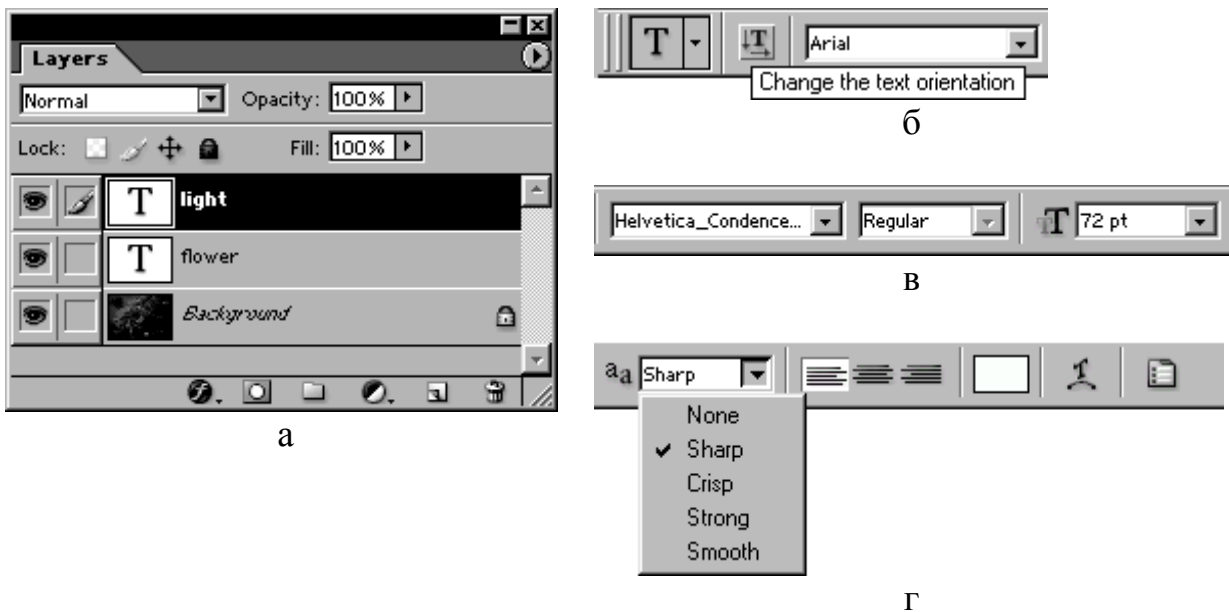 Layers
Normal Opacity: 100%
Lock: Fill: 100%
T light
T flower
Background
а
T T Arial
Change the text orientation
б
Helvetica_Condence... Regular T 72 pt
в
aa Sharp
None
Sharp
Crisp
Strong
Smooth
г